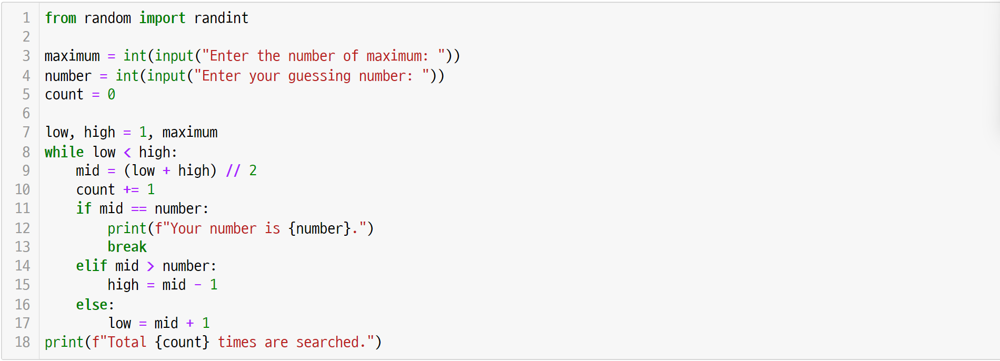 1 from random import randint
2
3 maximum = int(input("Enter the number of maximum: "))
4 number = int(input("Enter your guessing number: "))
5 count = 0
6
7 low, high = 1, maximum
8 while low < high:
9     mid = (low + high) // 2
10     count += 1
11     if mid == number:
12         print(f"Your number is {number}.")
13         break
14     elif mid > number:
15         high = mid - 1
16     else:
17         low = mid + 1
18 print(f"Total {count} times are searched.")